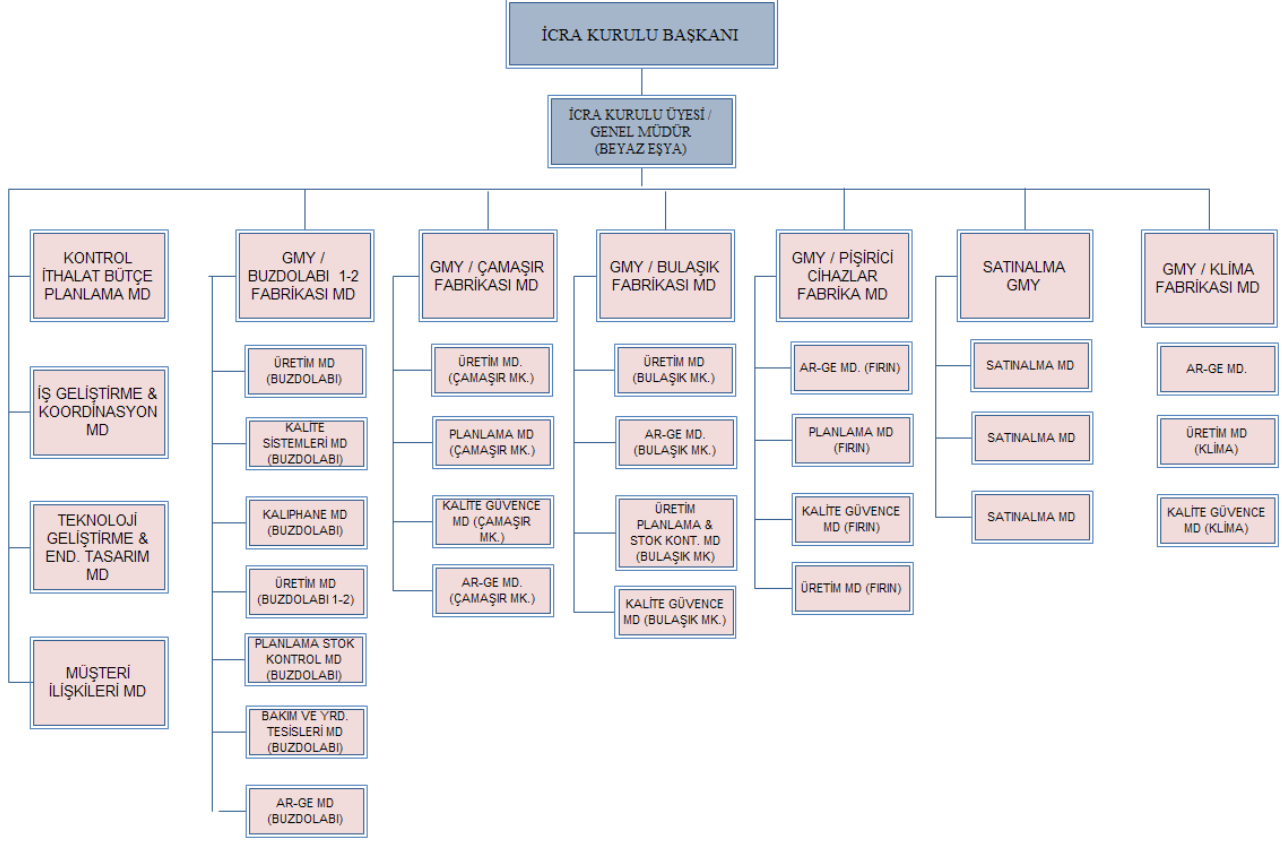 İCRA KURULU BAŞKANI
İCRA KURULU ÜYESİ /
GENEL MÜDÜR
(BEYAZ EŞYA)
KONTROL
İTHALAT BÜTÇE
PLANLAMA MD
İŞ GELİŞTİRME &
KOORDİNASYON
MD
TEKNOLOJİ
GELİŞTİRME &
END. TASARIM
MD
MÜŞTERİ
İLİŞKİLERİ MD
GMY /
BUZDOLABI 1-2
FABRİKASI MD
ÜRETİM MD
(BUZDOLABI)
KALİTE
SİSTEMLERİ MD
(BUZDOLABI)
KALIPHANE MD
(BUZDOLABI)
ÜRETİM MD
(BUZDOLABI 1-2)
PLANLAMA STOK
KONTROL MD
(BUZDOLABI)
BAKIM VE YRD.
TESİSLERİ MD
(BUZDOLABI)
AR-GE MD
(BUZDOLABI)
GMY / ÇAMAŞIR
FABRİKASI MD
ÜRETİM MD.
(ÇAMAŞIR MK.)
PLANLAMA MD
(ÇAMAŞIR MK.)
KALİTE GÜVENCE
MD (ÇAMAŞIR
MK.)
AR-GE MD.
(ÇAMAŞIR MK.)
GMY / BULAŞIK
FABRİKASI MD
ÜRETİM MD
(BULAŞIK MK.)
AR-GE MD.
(BULAŞIK MK.)
ÜRETİM
PLANLAMA &
STOK KONT. MD
(BULAŞIK MK)
KALİTE GÜVENCE
MD (BULAŞIK MK.)
GMY / PİŞİRİCİ
CİHAZLAR
FABRİKA MD
AR-GE MD. (FIRIN)
PLANLAMA MD
(FIRIN)
KALİTE GÜVENCE
MD (FIRIN)
ÜRETİM MD (FIRIN)
SATINALMA
GMY
SATINALMA MD
SATINALMA MD
SATINALMA MD
GMY / KLİMA
FABRİKASI MD
AR-GE MD.
ÜRETİM MD
(KLİMA)
KALİTE GÜVENCE
MD (KLİMA)